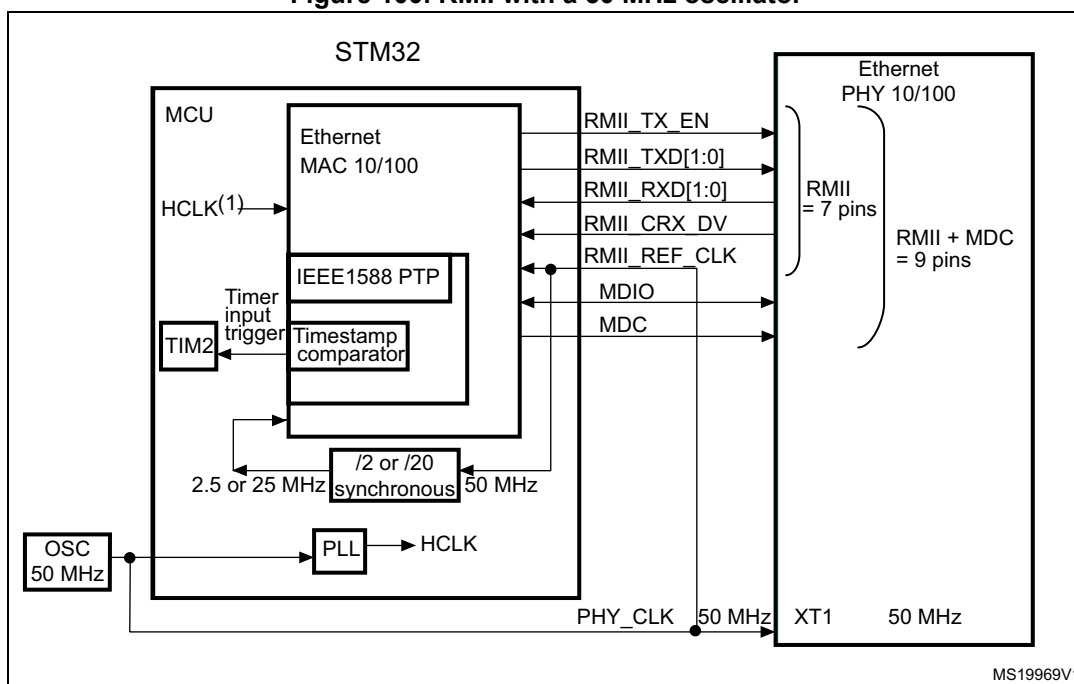 STM32
MCU
Ethernet
MAC 10/100
HCLK(1)
IEEE1588 PTP
Timer
input
trigger
TIM2
Timestamp
comparator
/2 or /20
synchronous
2.5 or 25 MHz
50 MHz
OSC
50 MHz
PLL
HCLK
RMII_TX_EN
RMII_TXD[1:0]
RMII_RXD[1:0]
RMII_CRX_DV
RMII_REF_CLK
MDIO
MDC
PHY_CLK
50 MHz
Ethernet
PHY 10/100
RMII
= 7 pins
RMII + MDC
= 9 pins
XT1
50 MHz